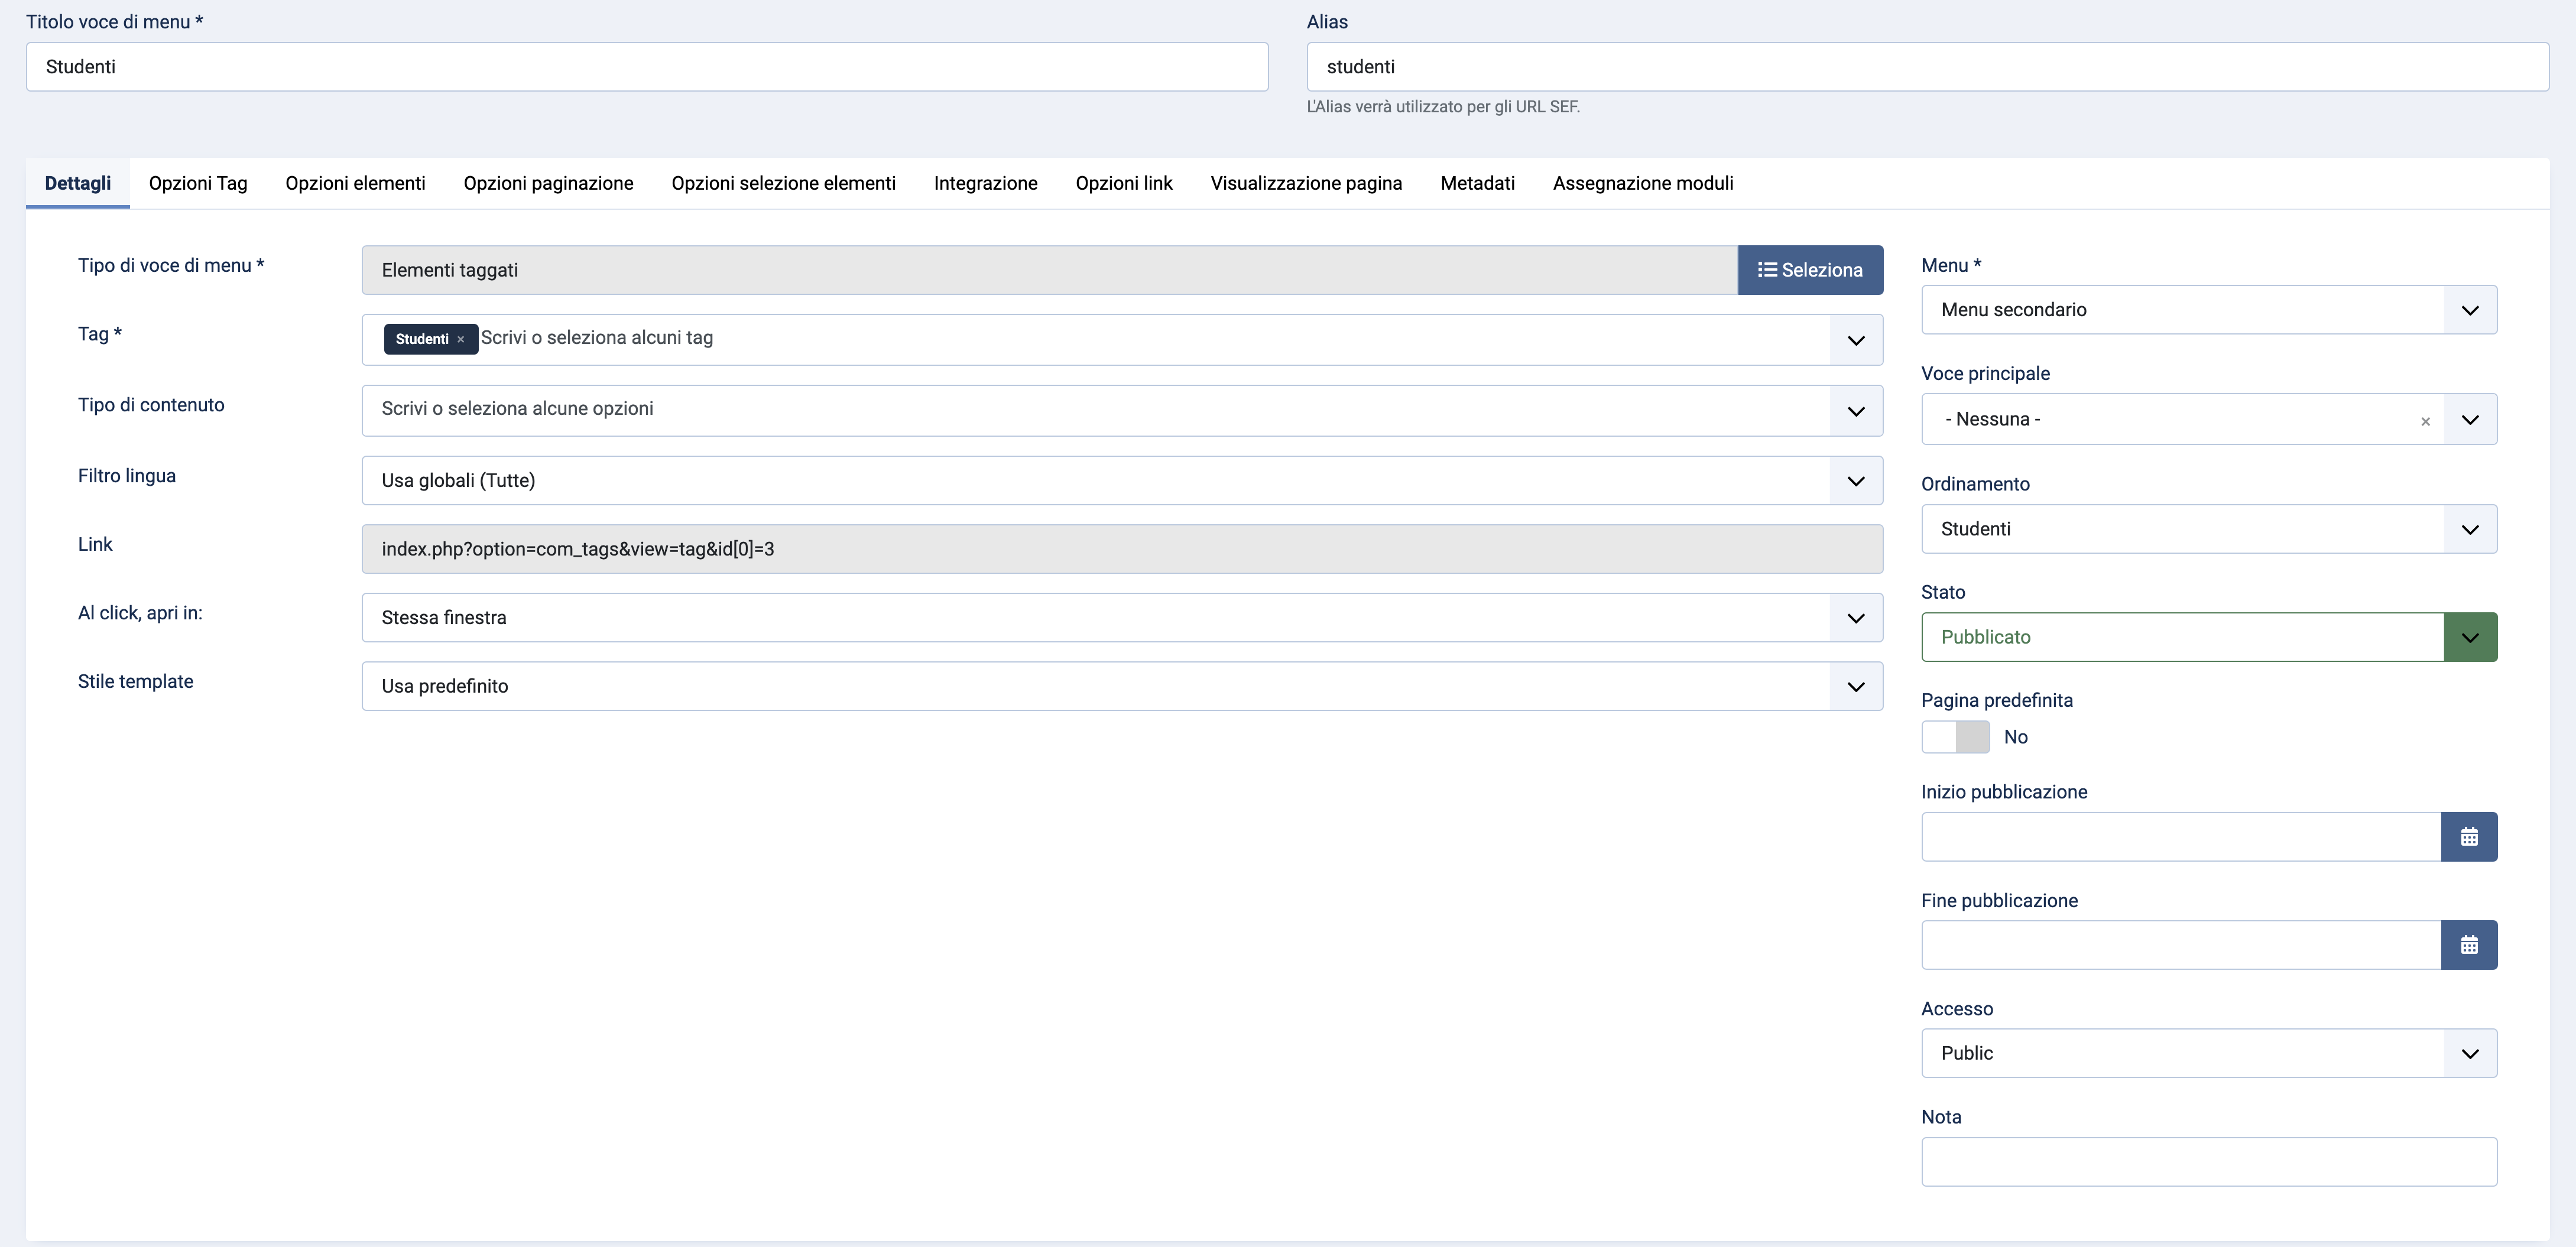 Titolo voce di menu *
Studenti
Alias
studenti
L'Alias verrà utilizzato per gli URL SEF.
Dettagli
Opzioni Tag
Opzioni elementi
Opzioni paginazione
Opzioni selezione elementi
Integrazione
Opzioni link
Visualizzazione pagina
Metadati
Assegnazione moduli
Tipo di voce di menu *
Elementi taggati
Seleziona
Tag *
Studenti × Scrivi o seleziona alcuni tag
Tipo di contenuto
Scrivi o seleziona alcune opzioni
Filtro lingua
Usa globali (Tutte)
Link
index.php?option=com_tags&view=tag&id[0]=3
Al click, apri in:
Stessa finestra
Stile template
Usa predefinito
Menu *
Menu secondario
Voce principale
- Nessuna - ×
Ordinamento
Studenti
Stato
Pubblicato
Pagina predefinita
No
Inizio pubblicazione
Fine pubblicazione
Accesso
Public
Nota